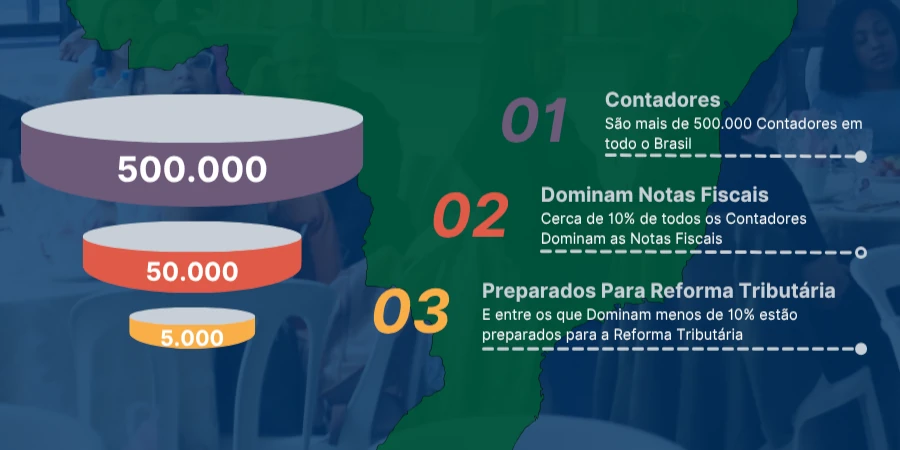 500.000
50.000
5.000
01
Contadores
São mais de 500.000 Contadores em
todo o Brasil
02
Dominam Notas Fiscais
Cerca de 10% de todos os Contadores
Dominam as Notas Fiscais
03
Preparados Para Reforma Tributária
E entre os que Dominam menos de 10% estão
preparados para a Reforma Tributária